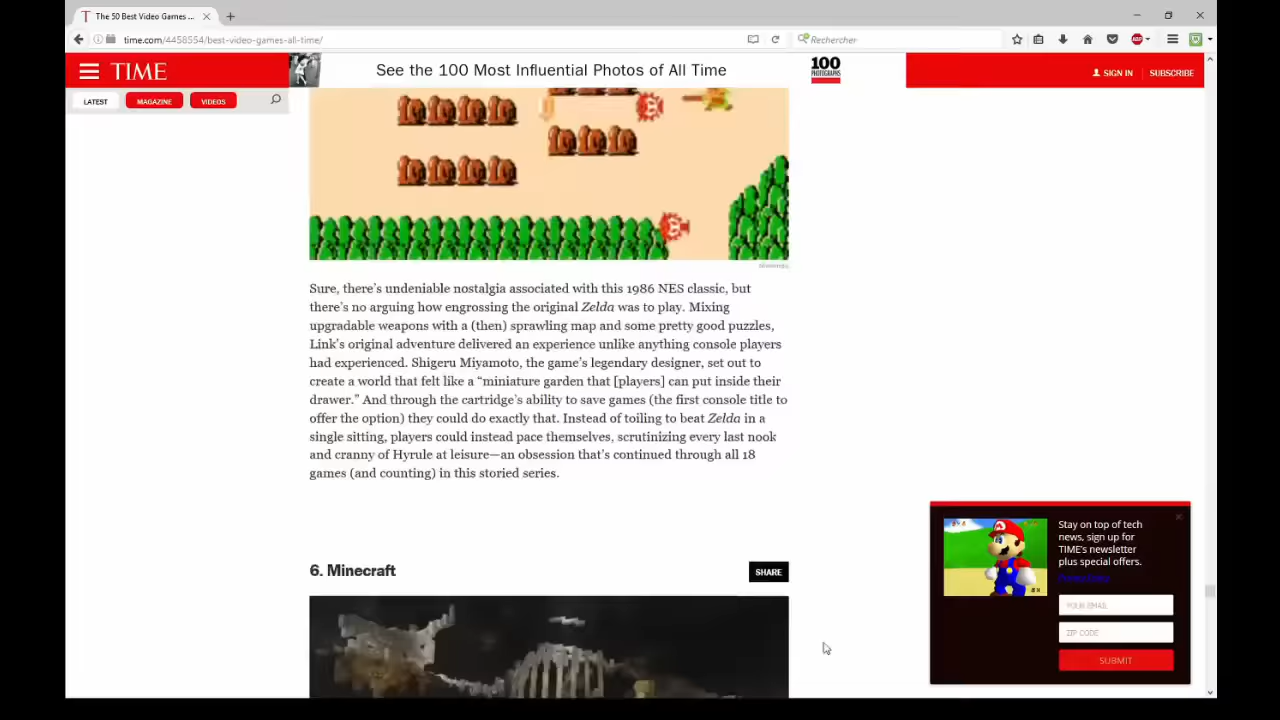 The 50 Best Video Games ...
time.com/4458554/best-video-games-all-time/
Rechercher
TIME
See the 100 Most Influential Photos of All Time
100
PHOTOGRAPHS
SIGN IN
SUBSCRIBE
LATEST
MAGAZINE
VIDEOS
Sure, there's undeniable nostalgia associated with this 1986 NES classic, but
there's no arguing how engrossing the original Zelda was to play. Mixing
upgradable weapons with a (then) sprawling map and some pretty good puzzles,
Link's original adventure delivered an experience unlike anything console players
had experienced. Shigeru Miyamoto, the game's legendary designer, set out to
create a world that felt like a “miniature garden that [players] can put inside their
drawer.” And through the cartridge's ability to save games (the first console title to
offer the option) they could do exactly that. Instead of toiling to beat Zelda in a
single sitting, players could instead pace themselves, scrutinizing every last nook
and cranny of Hyrule at leisure—an obsession that's continued through all 18
games (and counting) in this storied series.
6. Minecraft
SHARE
Stay on top of tech
news, sign up for
TIME's newsletter
plus special offers.
Privacy Policy
YOUR EMAIL
ZIP CODE
SUBMIT